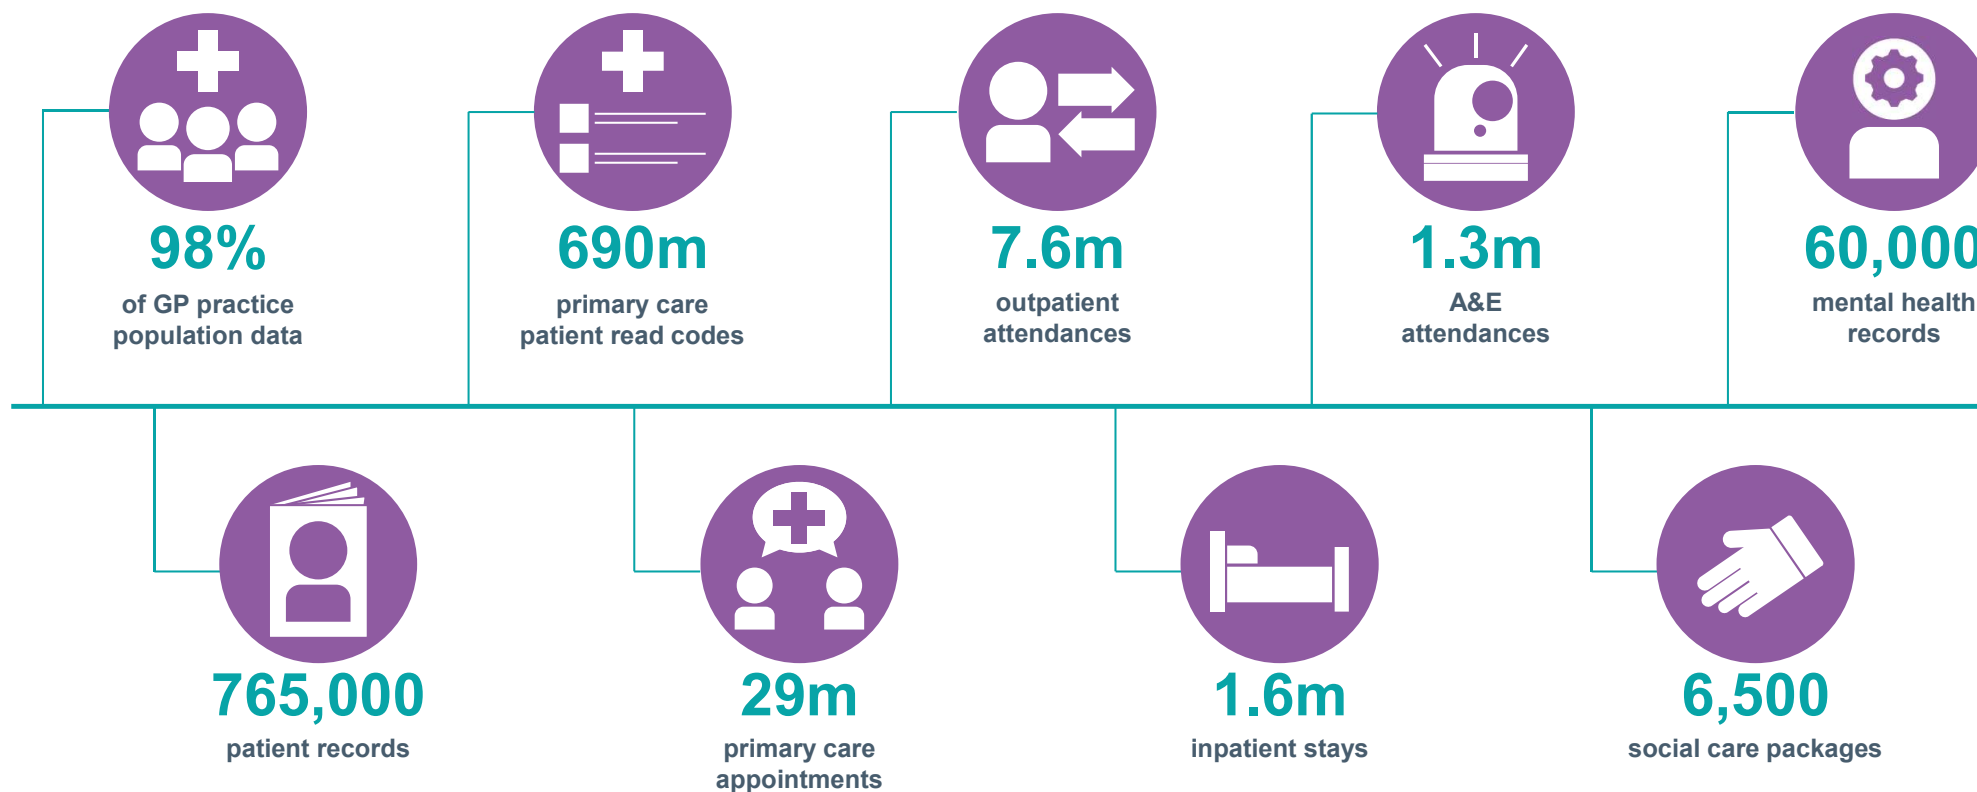 98%
of GP practice
population data
690m
primary care
patient read codes
7.6m
outpatient
attendances
1.3m
A&E
attendances
60,000
mental health
records
765,000
patient records
29m
primary care
appointments
1.6m
inpatient stays
6,500
social care packages